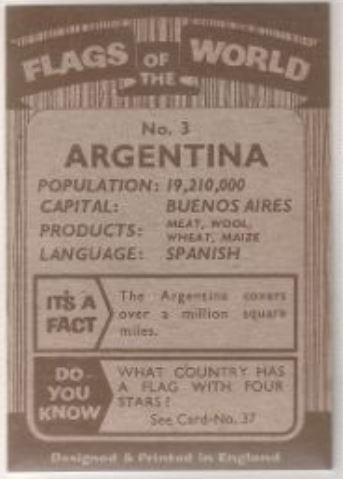 FLAGS OF THE WORLD
No. 3
ARGENTINA
POPULATION: 19,210,000
CAPITAL: BUENOS AIRES
PRODUCTS: MEAT, WOOL, WHEAT, MAIZE
LANGUAGE: SPANISH
IT'S A FACT
The Argentina covers
over a million square
miles.
DO YOU KNOW
WHAT COUNTRY HAS
A FLAG WITH FOUR
STARS?
See Card-No. 37
Designed & Printed in England